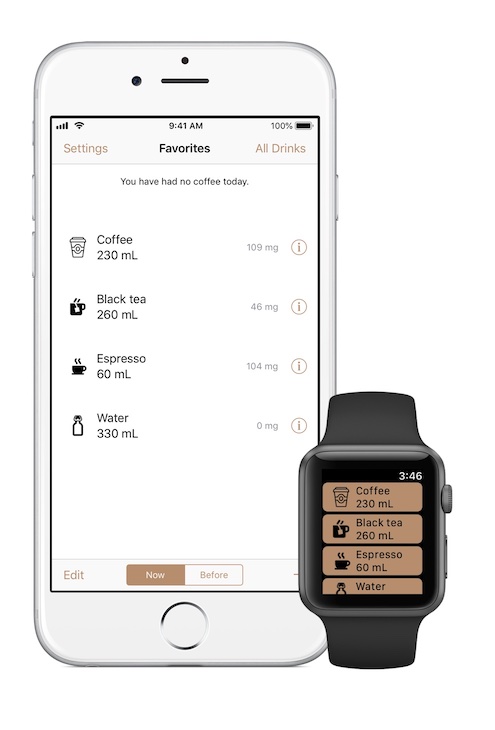 9:41 AM
100%
Settings
Favorites
All Drinks
You have had no coffee today.
Coffee
230 mL
109 mg
Black tea
260 mL
46 mg
Espresso
60 mL
104 mg
Water
330 mL
0 mg
Edit
Now
Before
3:46
Coffee
230 mL
Black tea
260 mL
Espresso
60 mL
Water